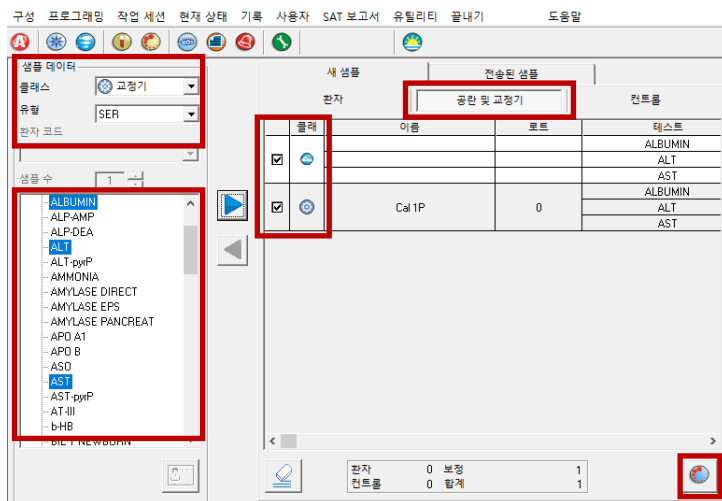 구성 프로그래밍 작업 세션 현재 상태 기록 사용자 SAT 보고서 유틸리티 끝내기 도움말
샘플 데이터
클래스 교정기
유형 SER
환자 코드
샘플 수 1
ALBUMIN
ALP-AMP
ALP-DEA
ALT
ALT-pyrP
AMMONIA
AMYLASE DIRECT
AMYLASE EPS
AMYLASE PANCREAT
APO A1
APO B
ASO
AST
AST-pyrP
AT-III
b-HB
BIL T NEWBORN
새 샘플 전송된 샘플
환자 공란 및 교정기 컨트롤
클래 이름 로트 테스트
ALBUMIN
ALT
AST
Cal 1P 0 ALBUMIN
ALT
AST
환자 0 보정 1
컨트롤 0 합계 1